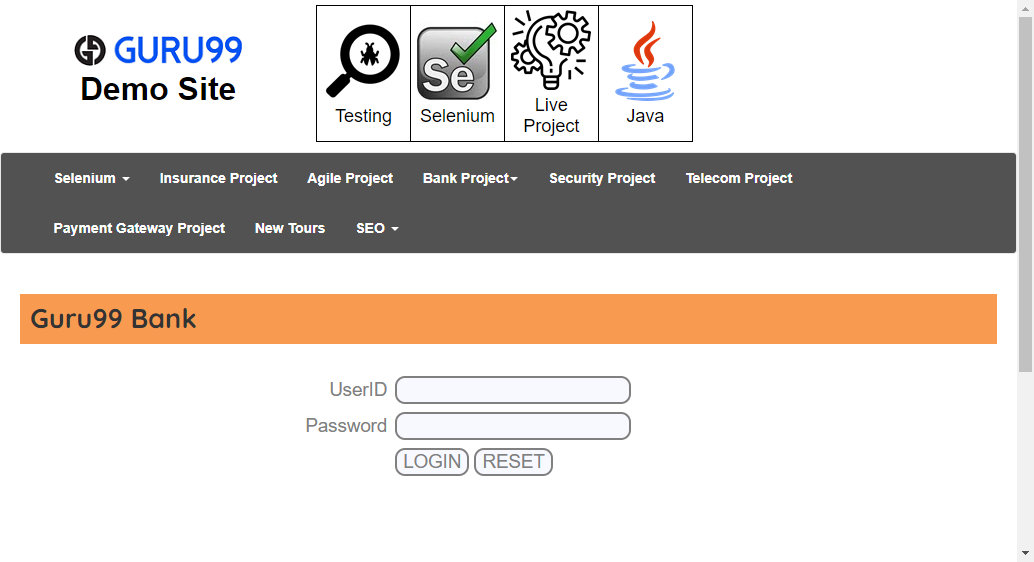 GURU99
Demo Site
Testing
Se
Selenium
Live
Project
Java
Selenium Insurance Project Agile Project Bank Project Security Project Telecom Project
Payment Gateway Project New Tours SEO
Guru99 Bank
UserID
Password
LOGIN RESET